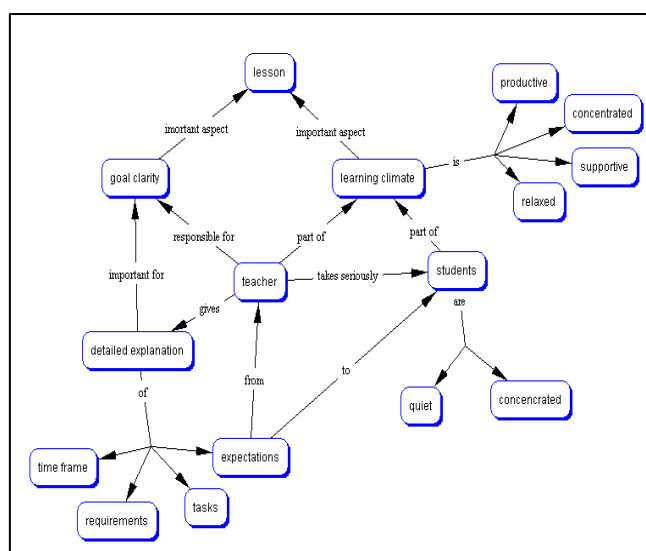 lesson
productive
imortant aspect
important aspect
concentrated
is
goal clarity
learning climate
supportive
relaxed
responsible for
part of
part of
important for
teacher
takes seriously
students
gives
are
detailed explanation
from
to
of
quiet
concencrated
time frame
expectations
requirements
tasks